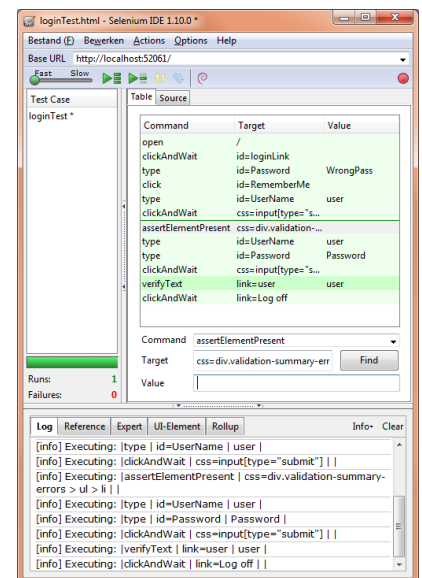 loginTest.html - Selenium IDE 1.10.0 *
Bestand (F) Bewerken Actions Options Help
Base URL http://localhost:52061/
Fast Slow
Test Case
loginTest *
Table Source
Command Target Value
open /
clickAndWait id=loginLink
type id=Password WrongPass
click id=RememberMe
type id=UserName user
clickAndWait css=input[type="s...
assertElementPresent css=div.validation-...
type id=UserName user
type id=Password Password
clickAndWait css=input[type="s...
verifyText link=user user
clickAndWait link=Log off
Command assertElementPresent
Target css=div.validation-summary-err Find
Value
Runs: 1
Failures: 0
Log Reference Expert UI-Element Rollup Info Clear
[info] Executing: |type | id=UserName | user |
[info] Executing: |clickAndWait | css=input[type="submit"] | |
[info] Executing: |assertElementPresent | css=div.validation-summary-
errors > ul > li | |
[info] Executing: |type | id=UserName | user |
[info] Executing: |type | id=Password | Password |
[info] Executing: |clickAndWait | css=input[type="submit"] | |
[info] Executing: |verifyText | link=user | user |
[info] Executing: |clickAndWait | link=Log off | |